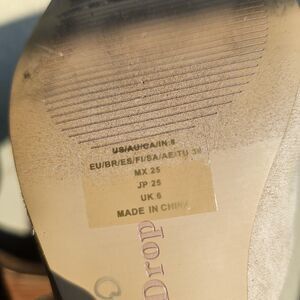 US/AU/CA/IN 8
EU/BR/ES/FI/SA/AE/TU 39
MX 25
JP 25
UK 6
MADE IN CHINA
Drop